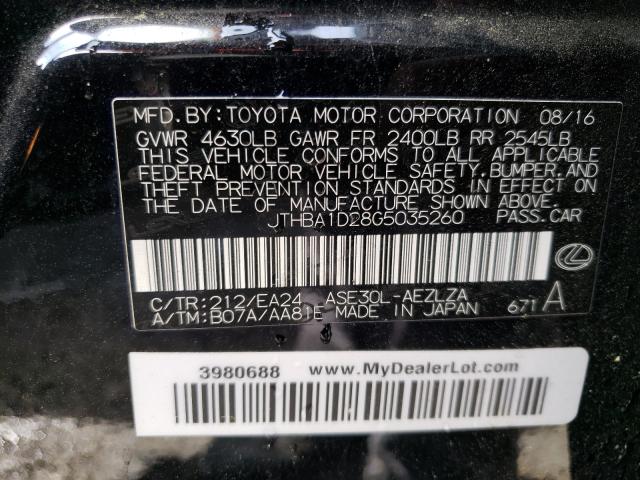 MFD. BY: TOYOTA MOTOR CORPORATION 08/16
GVWR 4630LB GAWR FR 2400LB RR 2545LB
THIS VEHICLE CONFORMS TO ALL APPLICABLE
FEDERAL MOTOR VEHICLE SAFETY, BUMPER, AND
THEFT PREVENTION STANDARDS IN EFFECT ON
THE DATE OF MANUFACTURE SHOWN ABOVE.
JTHBA1D28G5035260 PASS. CAR
C/TR: 212/EA24 ASE30L-AEZLZA
A/TM: B07A/AA81E MADE IN JAPAN 671 A
3980688 www.MyDealerLot.com